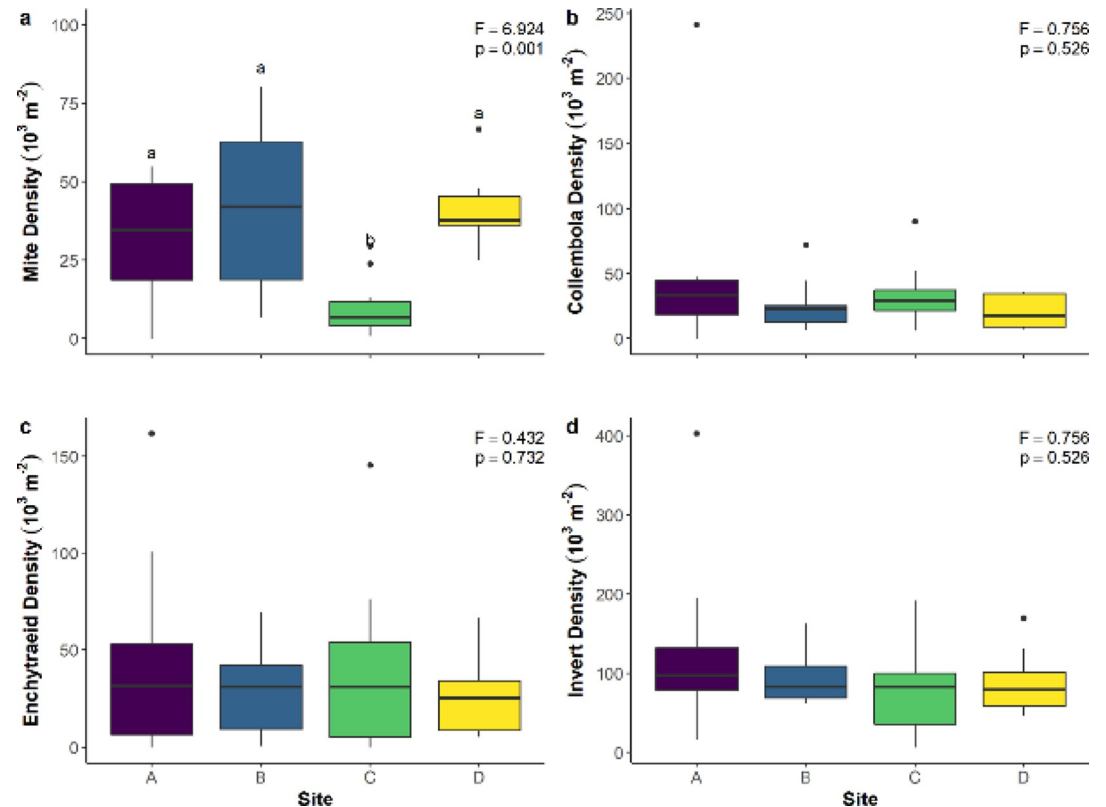 a
F = 6.924
p = 0.001
100
75
50
25
0
Mite Density (10³ m⁻²)
a
a
b
a
b
F = 0.756
p = 0.526
250
200
150
100
50
0
Collembola Density (10³ m⁻²)
c
F = 0.432
p = 0.732
150
100
50
0
Enchytraeid Density (10³ m⁻²)
A B C D
Site
d
F = 0.756
p = 0.526
400
300
200
100
0
Invert Density (10³ m⁻²)
A B C D
Site